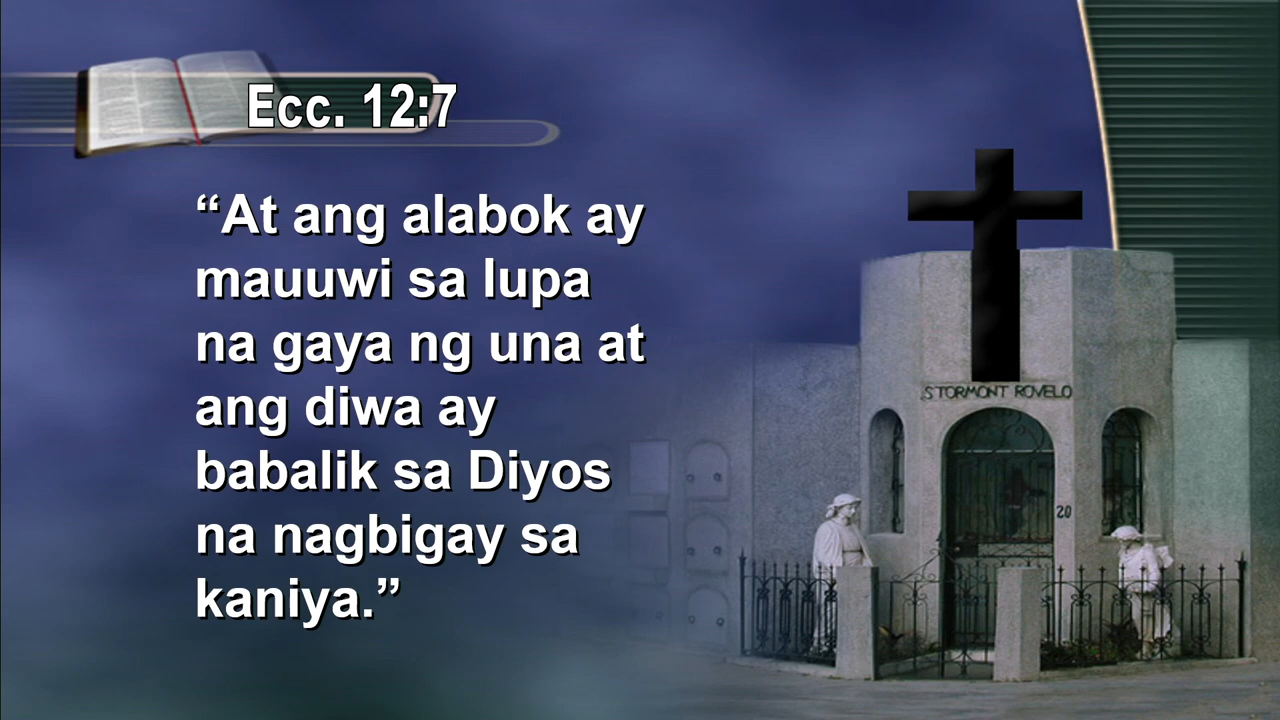 Ecc. 12:7
“At ang alabok ay
mauuwi sa lupa
na gaya ng una at
ang diwa ay
babalik sa Diyos
na nagbigay sa
kaniya.”
STORMONT ROVELO
20